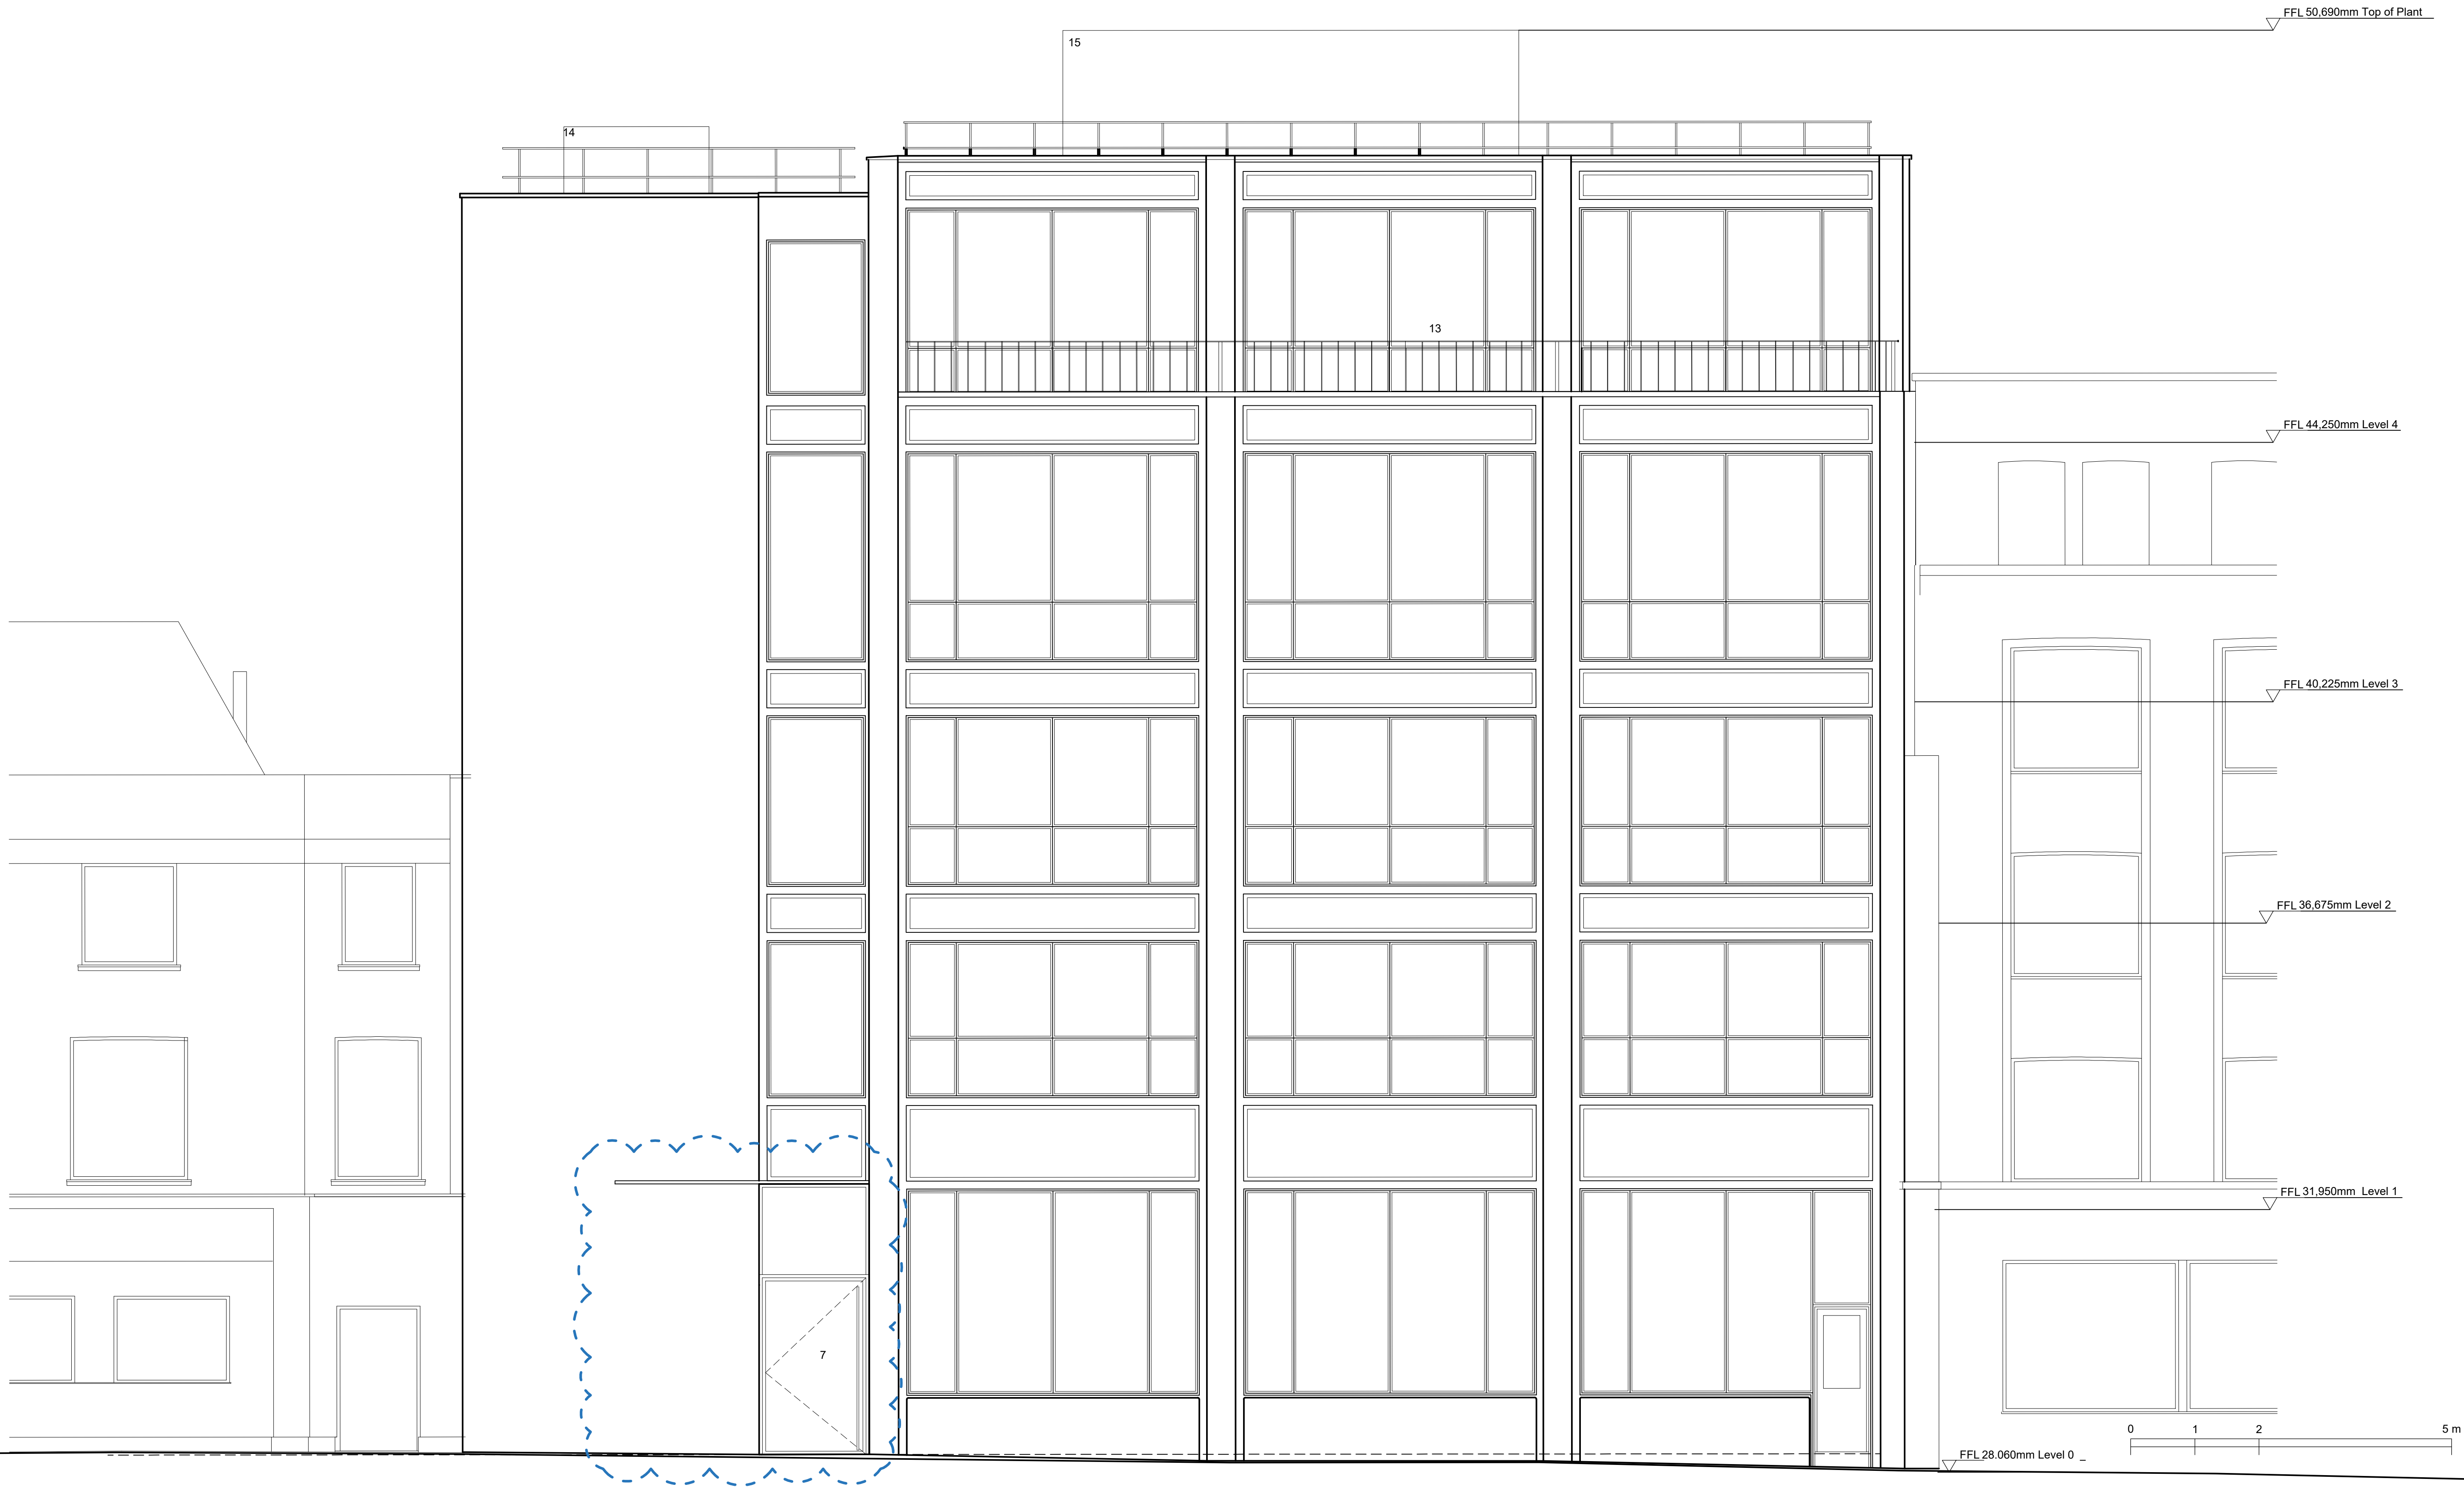 FFL 50,690mm Top of Plant
15
14
13
FFL 44,250mm Level 4
FFL 40,225mm Level 3
FFL 36,675mm Level 2
FFL 31,950mm Level 1
7
0 1 2 5 m
FFL 28.060mm Level 0